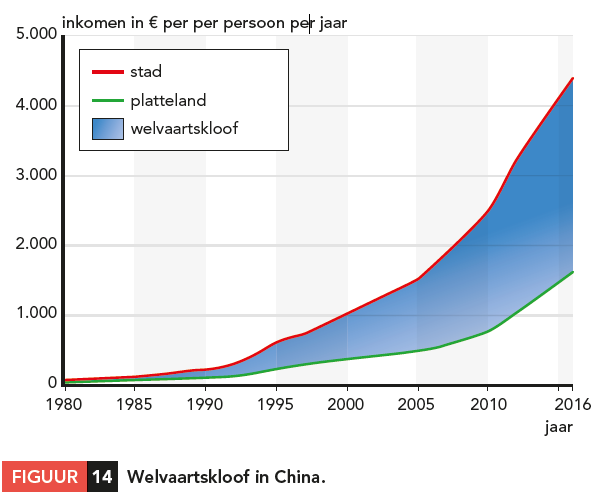 inkomen in € per per persoon per jaar
5.000
4.000
3.000
2.000
1.000
0
stad
platteland
welvaartskloof
1980 1985 1990 1995 2000 2005 2010 2016
jaar
FIGUUR 14 Welvaartskloof in China.